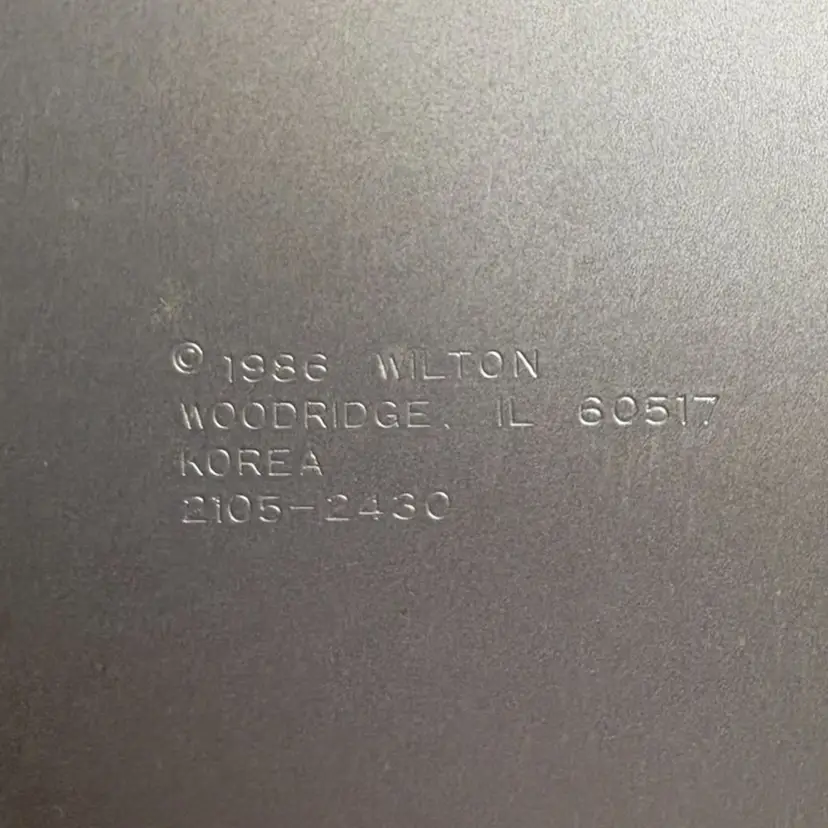 © 1986 WILTON
WOODRIDGE, IL 60517
KOREA
2105-2430